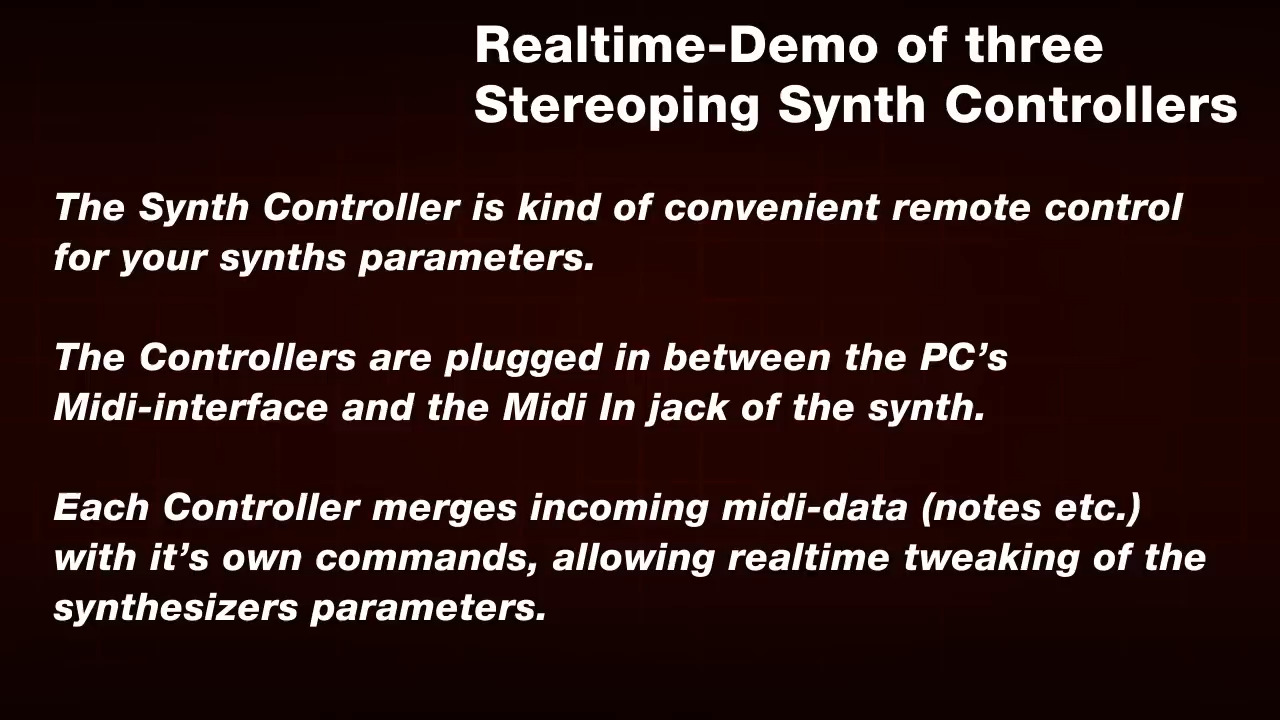 Realtime-Demo of three
Stereoping Synth Controllers
The Synth Controller is kind of convenient remote control
for your synths parameters.
The Controllers are plugged in between the PC’s
Midi-interface and the Midi In jack of the synth.
Each Controller merges incoming midi-data (notes etc.)
with it’s own commands, allowing realtime tweaking of the
synthesizers parameters.